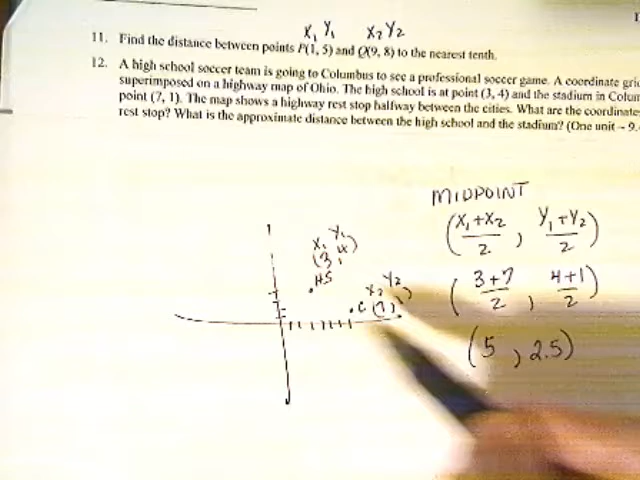 X₁ Y₁ X₂ Y₂
11. Find the distance between points P(1, 5) and Q(9, 8) to the nearest tenth.
12. A high school soccer team is going to Columbus to see a professional soccer game. A coordinate gri
superimposed on a highway map of Ohio. The high school is at point (3, 4) and the stadium in Colum
point (7, 1). The map shows a highway rest stop halfway between the cities. What are the coordinate
rest stop? What is the approximate distance between the high school and the stadium? (One unit ~ 9.
MIDPOINT
(X₁+X₂/2, Y₁+Y₂/2)
X₁ Y₁
(3, 4)
HS
X₂ Y₂
C (7, 1)
(3+7/2, 4+1/2)
(5, 2.5)